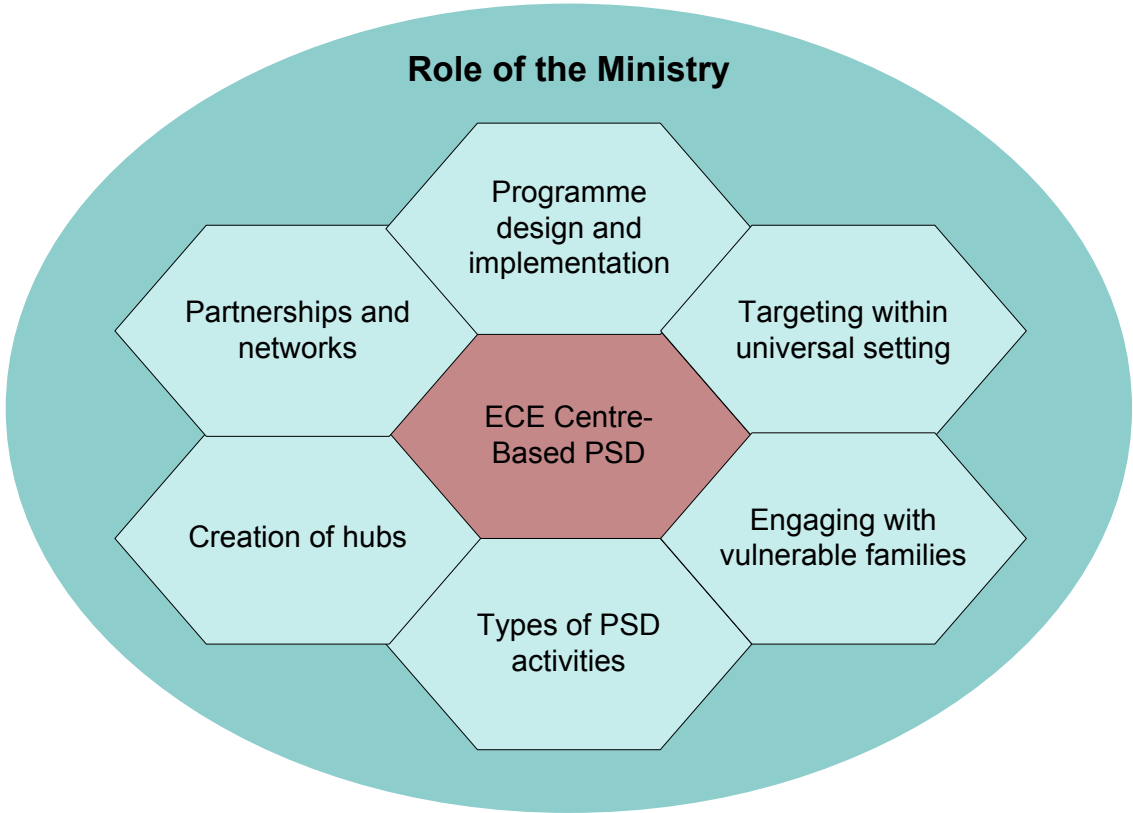 Role of the Ministry
Programme
design and
implementation
Partnerships and
networks
Targeting within
universal setting
ECE Centre-
Based PSD
Creation of hubs
Engaging with
vulnerable families
Types of PSD
activities